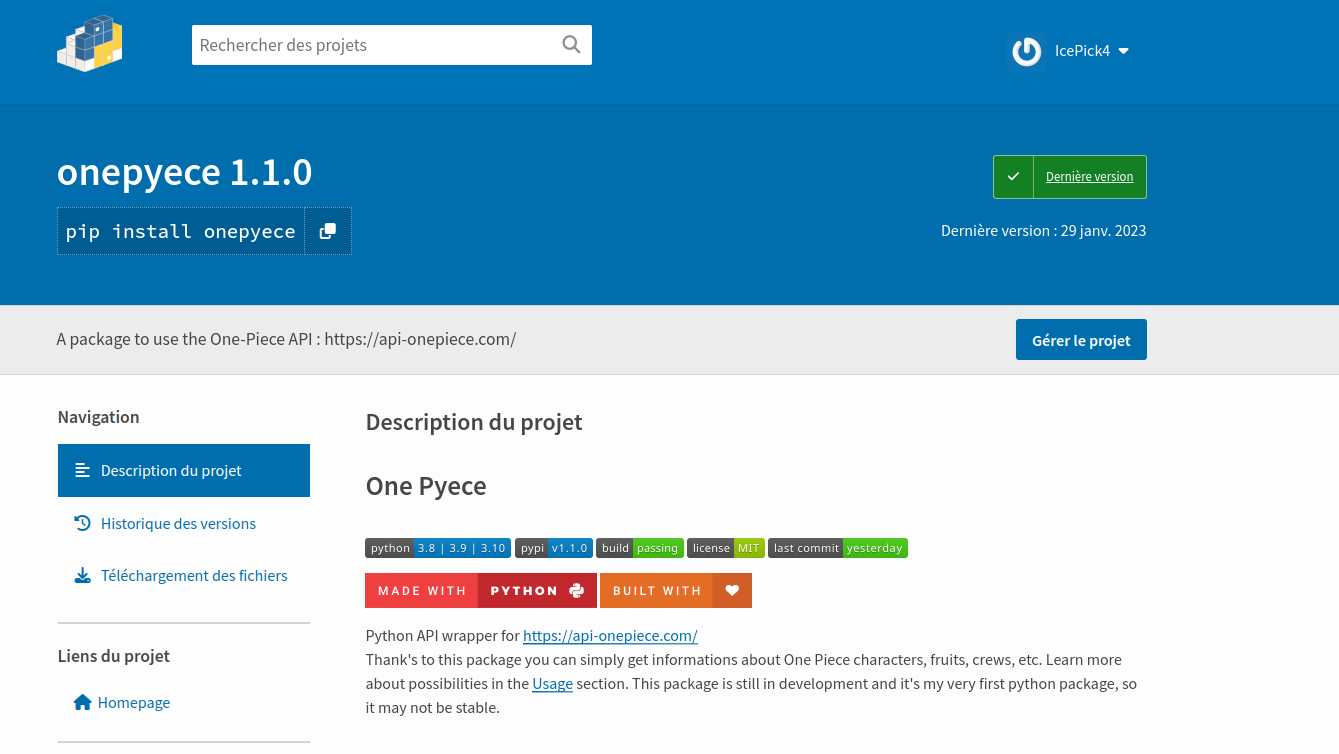 Rechercher des projets
IcePick4
onepyece 1.1.0
pip install onepyece
Dernière version
Dernière version : 29 janv. 2023
A package to use the One-Piece API : https://api-onepiece.com/
Gérer le projet
Navigation
Description du projet
Historique des versions
Téléchargement des fichiers
Liens du projet
Homepage
Description du projet
One Pyece
python 3.8 | 3.9 | 3.10 pypi v1.1.0 build passing license MIT last commit yesterday
MADE WITH PYTHON BUILT WITH
Python API wrapper for https://api-onepiece.com/
Thank's to this package you can simply get informations about One Piece characters, fruits, crews, etc. Learn more
about possibilities in the Usage section. This package is still in development and it's my very first python package, so
it may not be stable.